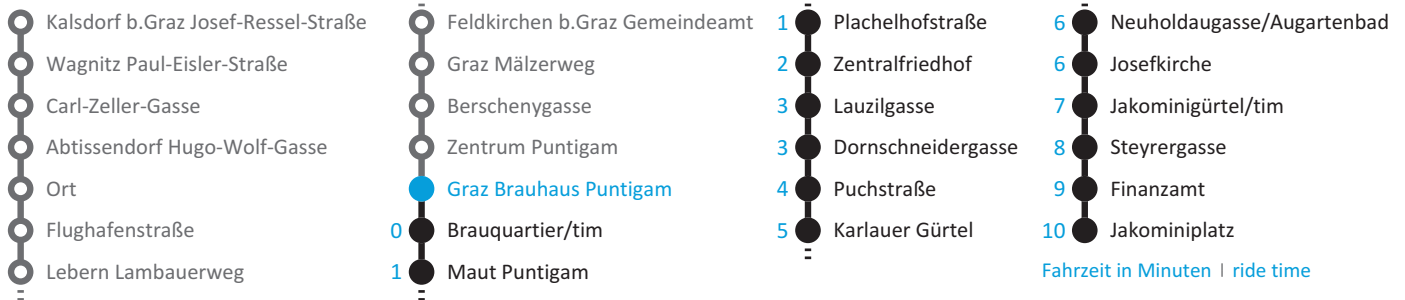 Kalsdorf b.Graz Josef-Ressel-Straße
Wagnitz Paul-Eisler-Straße
Carl-Zeller-Gasse
Abtissendorf Hugo-Wolf-Gasse
Ort
Flughafenstraße
Lebern Lambauerweg
Feldkirchen b.Graz Gemeindeamt
Graz Mälzerweg
Berschenygasse
Zentrum Puntigam
Graz Brauhaus Puntigam
0 Brauquartier/tim
1 Maut Puntigam
1 Plachelhofstraße
2 Zentralfriedhof
3 Lauzilgasse
3 Dornschneidergasse
4 Puchstraße
5 Karlauer Gürtel
6 Neuholdaugasse/Augartenbad
6 Josefkirche
7 Jakominigürtel/tim
8 Steyrergasse
9 Finanzamt
10 Jakominiplatz
Fahrzeit in Minuten | ride time